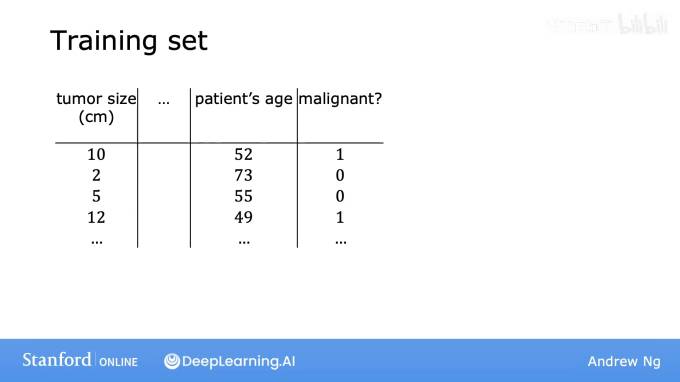 Training set
tumor size … patient's age malignant?
(cm)
10 52 1
2 73 0
5 55 0
12 49 1
… … …
Stanford ONLINE DeepLearning.AI Andrew Ng
bilibili